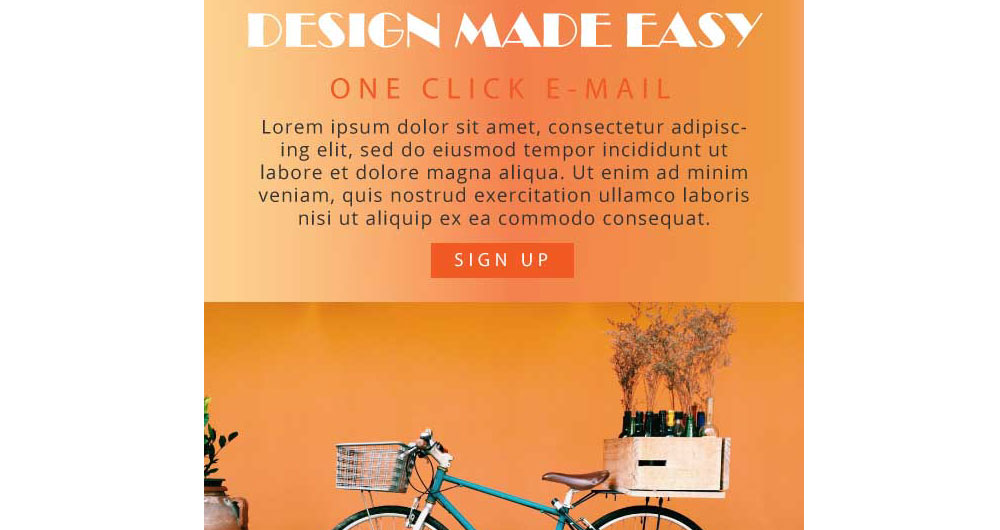 DESIGN MADE EASY
ONE CLICK E-MAIL
Lorem ipsum dolor sit amet, consectetur adipisc-
ing elit, sed do eiusmod tempor incididunt ut
labore et dolore magna aliqua. Ut enim ad minim
veniam, quis nostrud exercitation ullamco laboris
nisi ut aliquip ex ea commodo consequat.
SIGN UP